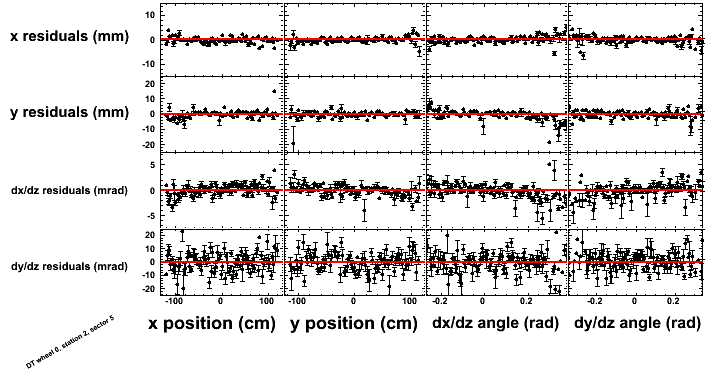 x residuals (mm)
10
5
0
-5
-10
y residuals (mm)
20
10
0
-10
-20
dx/dz residuals (mrad)
5
0
-5
dy/dz residuals (mrad)
20
10
0
-10
-20
-100 0 100 -100 0 100 -0.2 0 0.2 -0.2 0 0.2
x position (cm) y position (cm) dx/dz angle (rad) dy/dz angle (rad)
DT wheel 0, station 2, sector 5